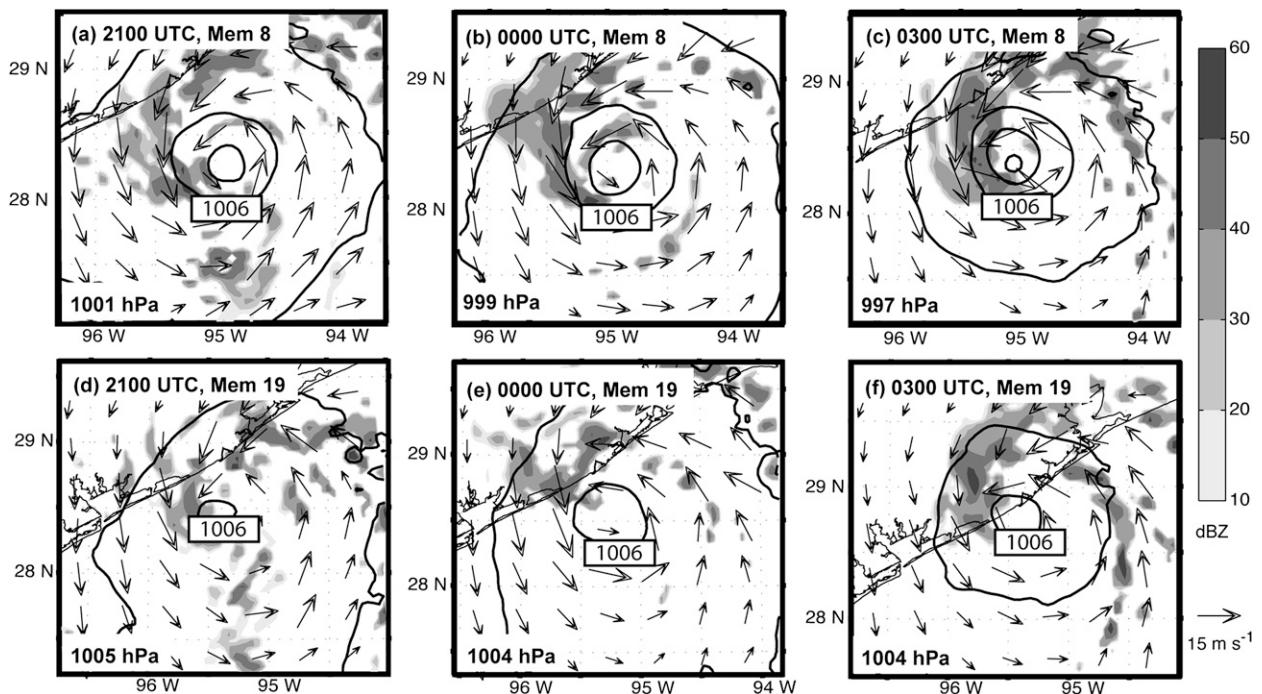 (a) 2100 UTC, Mem 8
(b) 0000 UTC, Mem 8
(c) 0300 UTC, Mem 8
60
29 N
29 N
29 N
50
28 N
28 N
28 N
40
1006
1006
1006
1001 hPa
999 hPa
997 hPa
30
96 W
95 W
94 W
96 W
95 W
94 W
96 W
95 W
94 W
(d) 2100 UTC, Mem 19
(e) 0000 UTC, Mem 19
(f) 0300 UTC, Mem 19
20
29 N
29 N
29 N
10
dBZ
1006
1006
1006
28 N
28 N
28 N
1005 hPa
1004 hPa
1004 hPa
15 m s⁻¹
96 W
95 W
96 W
95 W
96 W
95 W